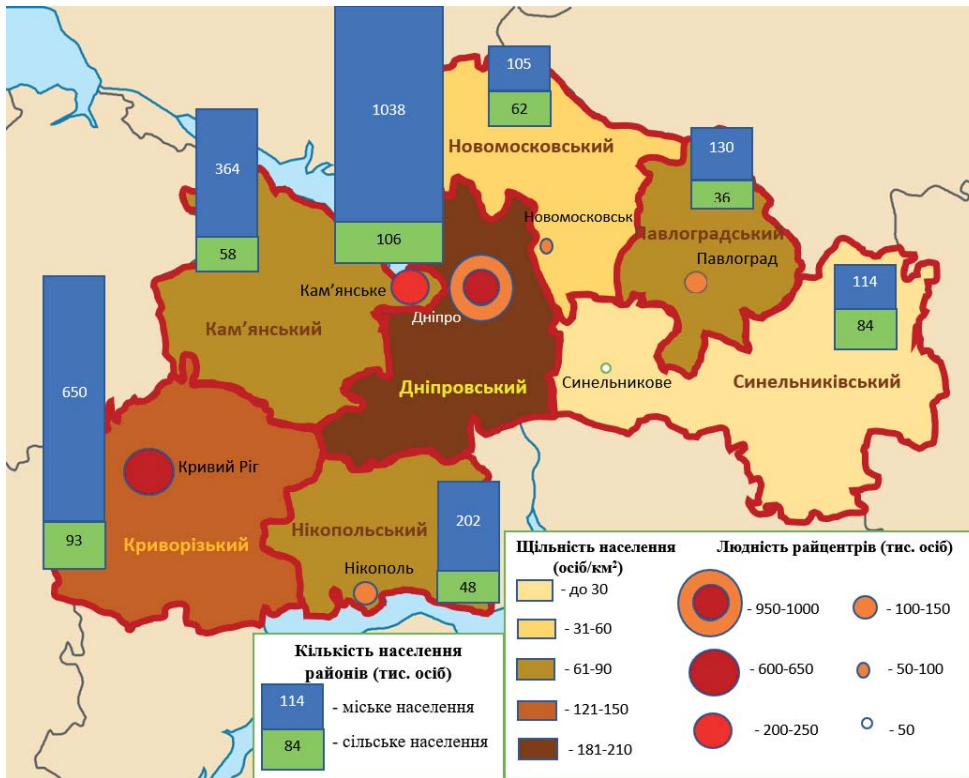 1038
105
62
Новомосковський
130
36
Павлоградський
364
58
106
Новомосковськ
Павлоград
Кам’янське
Дніпро
114
84
Кам’янський
Дніпровський
Синельникове
Синельниківський
650
93
Кривий Ріг
Криворізький
Нікопольський
Нікополь
202
48
Кількість населення
районів (тис. осіб)
114
- міське населення
84
- сільське населення
Щільність населення
(осіб/км²)
- до 30
- 31-60
- 61-90
- 121-150
- 181-210
Людність райцентрів (тис. осіб)
- 950-1000
- 100-150
- 600-650
- 50-100
- 200-250
- 50